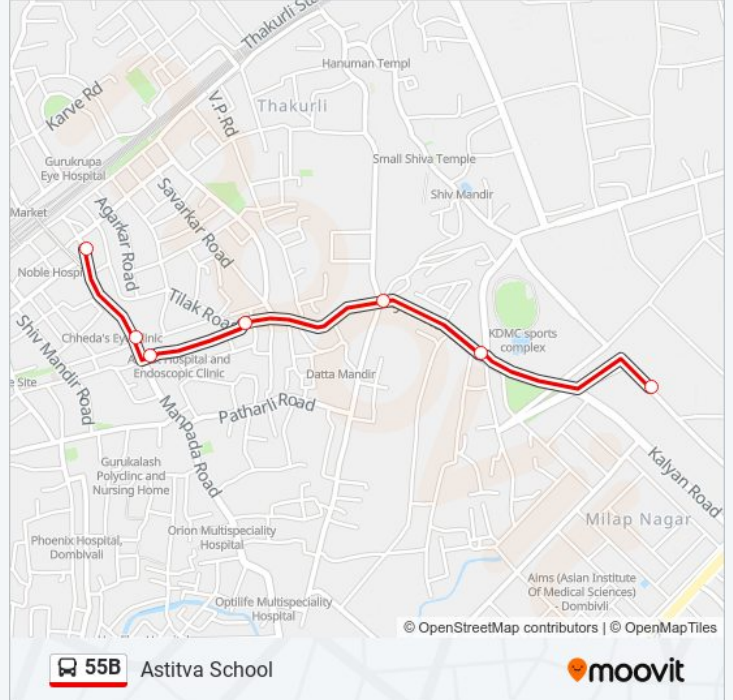 Thakurli Sta
Hanuman Templ
Karve Rd
V.P.Rd
Thakurli
Small Shiva Temple
Gurukrupa
Eye Hospital
Savarkar Road
Shiv Mandir
Market
Agarkar Road
Noble Hospi
Tilak Road
Shiv Mandir Road
Chheda's Ey
inic
KDMC sports
complex
Hospital and
Endoscopic Clinic
e Site
Datta Mandir
Manpada Road
Patharli Road
Kalyan Road
Gurukalash
Polyclinc and
Nursing Home
Milap Nagar
Orion Multispeciality
Hospital
Phoenix Hospital,
Dombivali
Aims (Asian Institute
Of Medical Sciences)
- Dombivli
Optilife Multispeciality
Hospital
© OpenStreetMap contributors | © OpenMapTiles
55B Astitva School
moovit